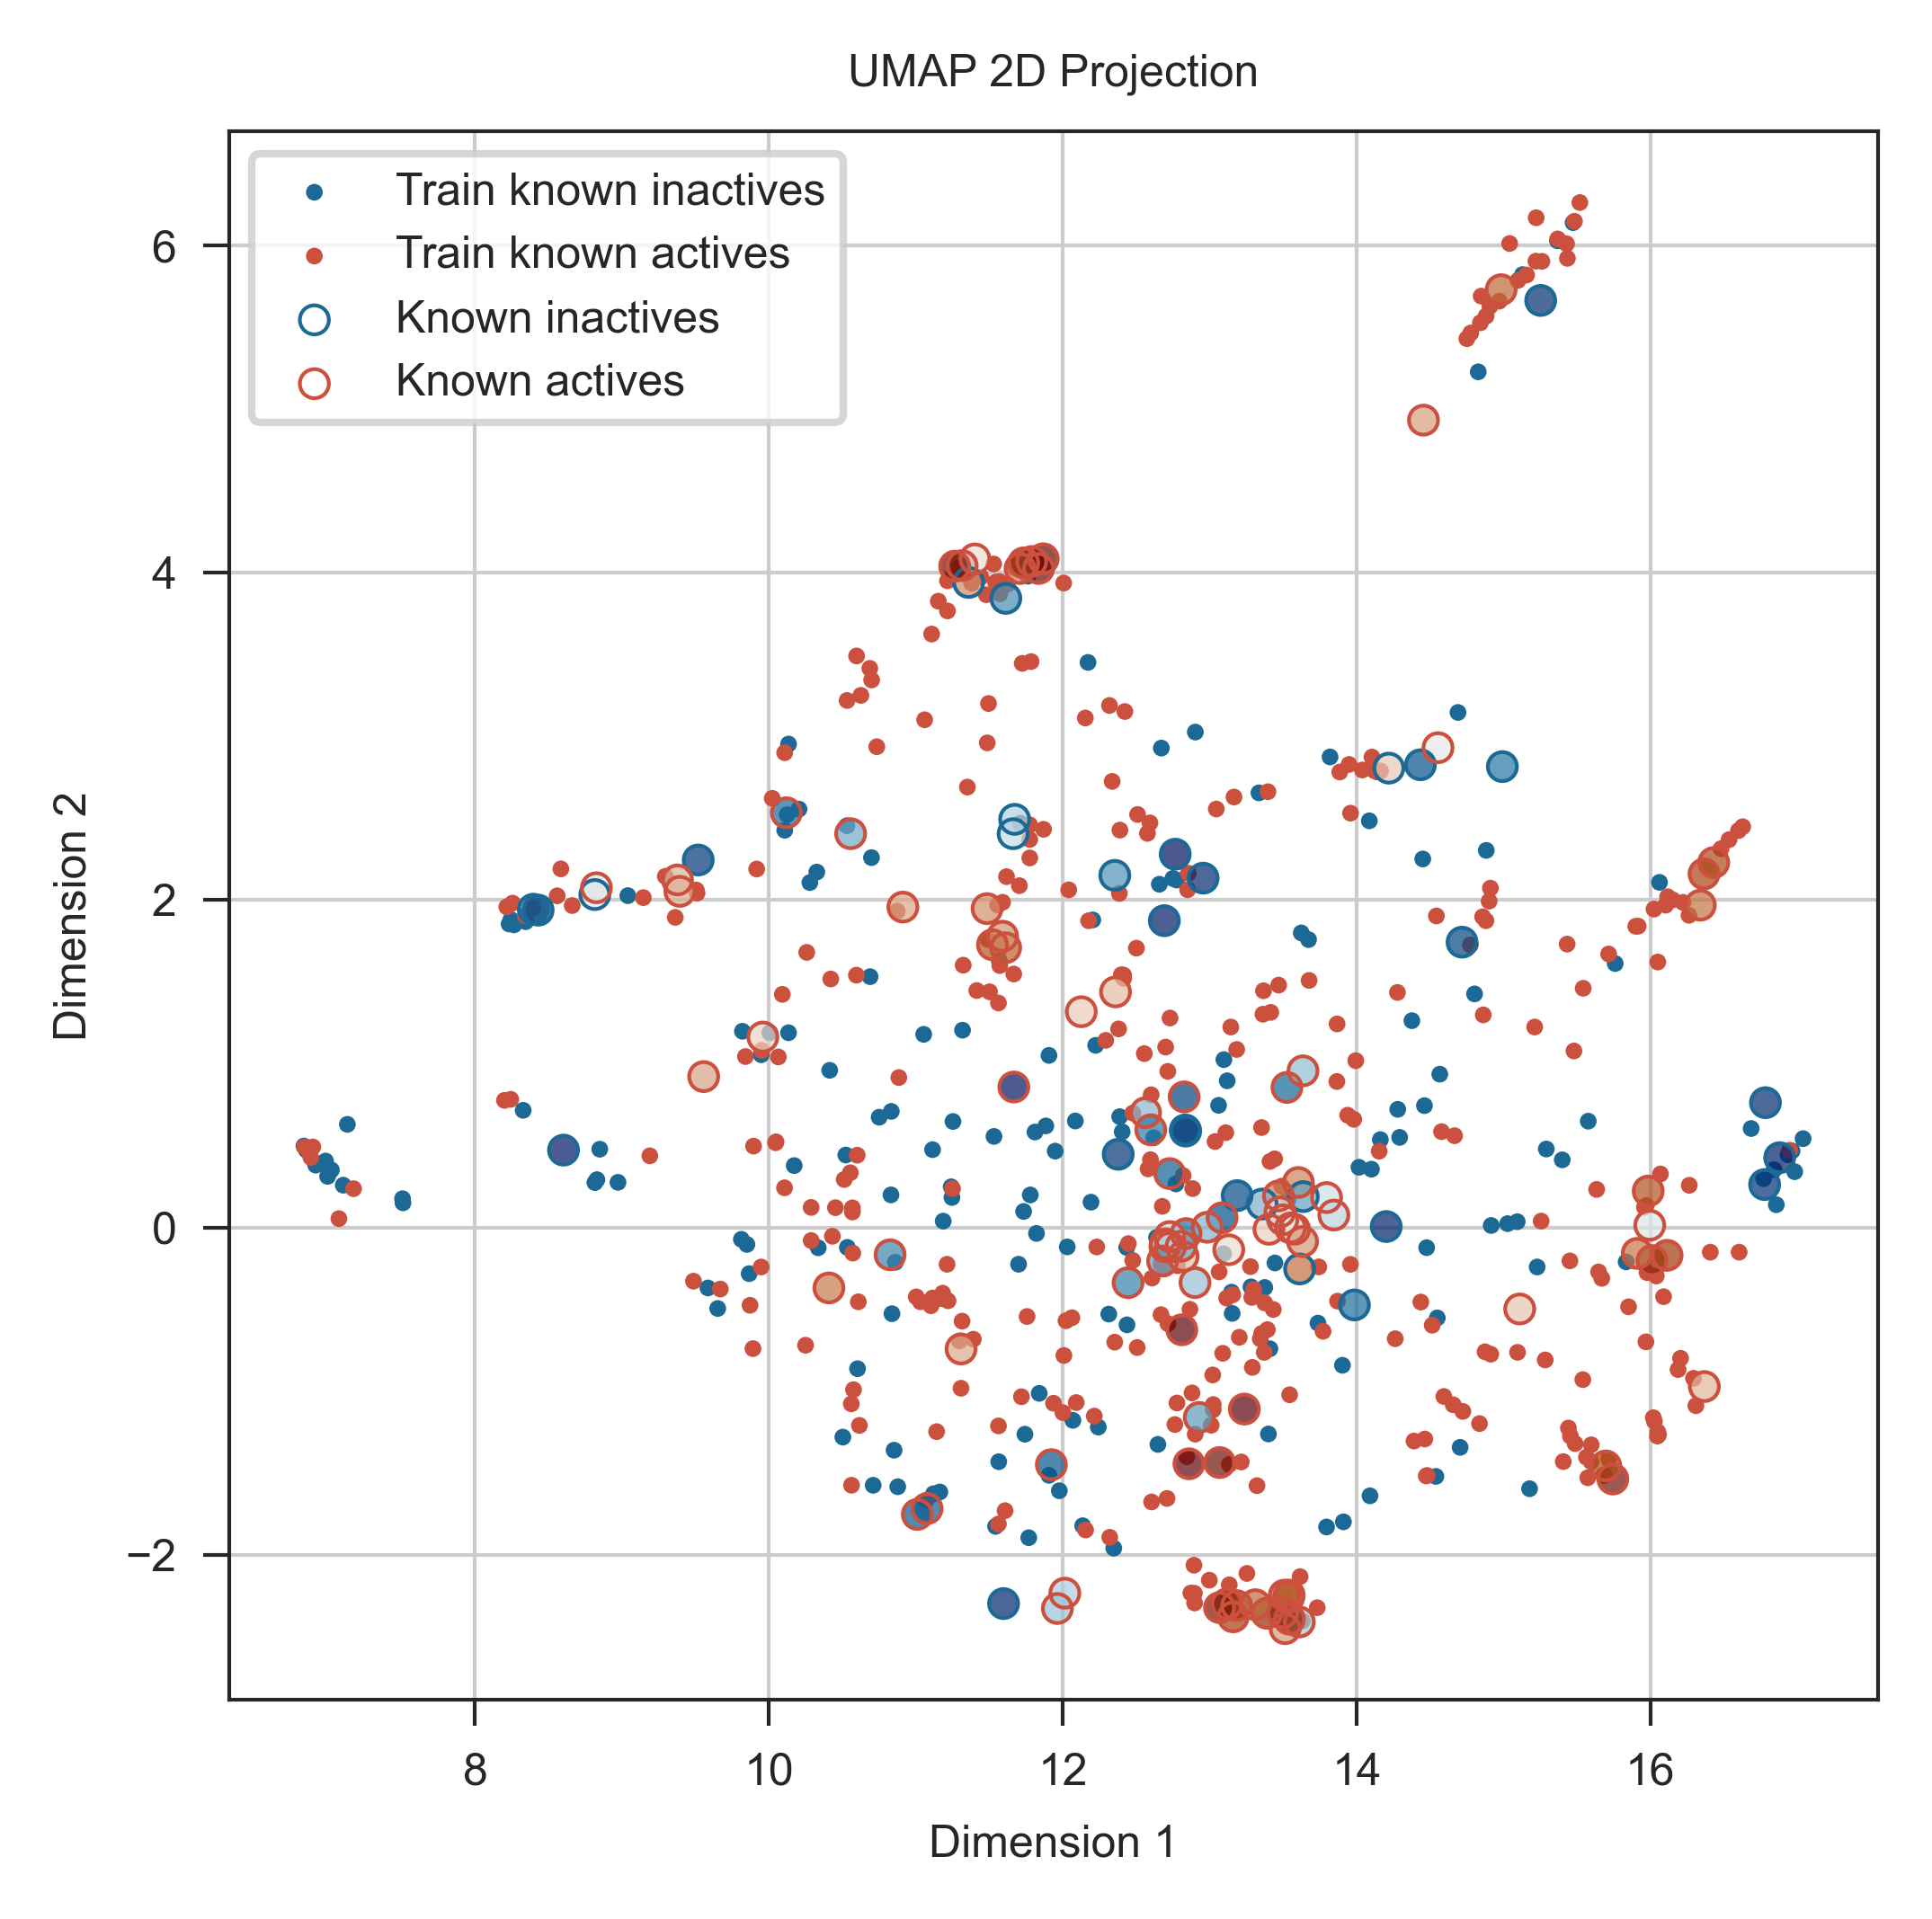 UMAP 2D Projection
Train known inactives
Train known actives
Known inactives
Known actives
6
4
2
0
−2
Dimension 2
8
10
12
14
16
Dimension 1